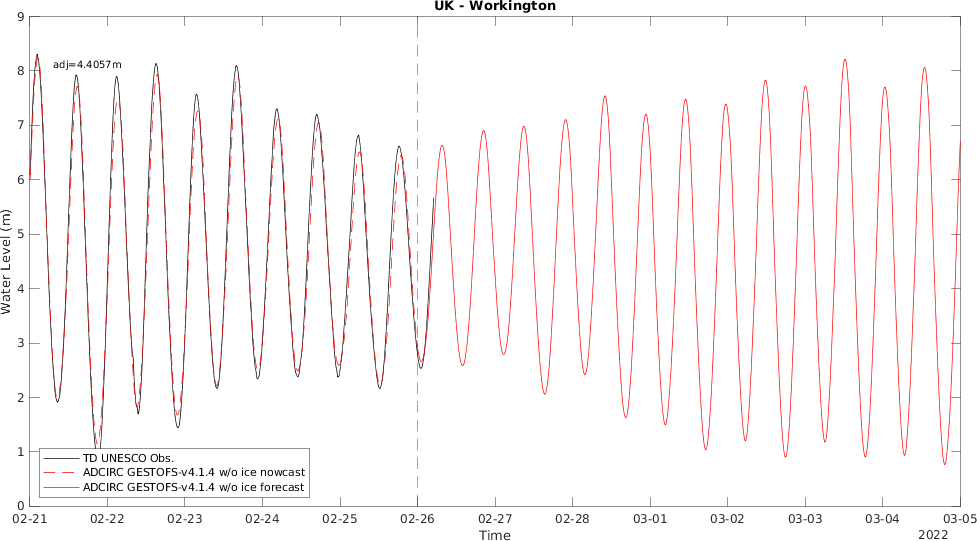 UK - Workington
9
8
7
6
5
4
3
2
1
0
Water Level (m)
adj=4.4057m
TD UNESCO Obs.
ADCIRC GESTOFS-v4.1.4 w/o ice nowcast
ADCIRC GESTOFS-v4.1.4 w/o ice forecast
02-21 02-22 02-23 02-24 02-25 02-26 02-27 02-28 03-01 03-02 03-03 03-04 03-05
Time
2022